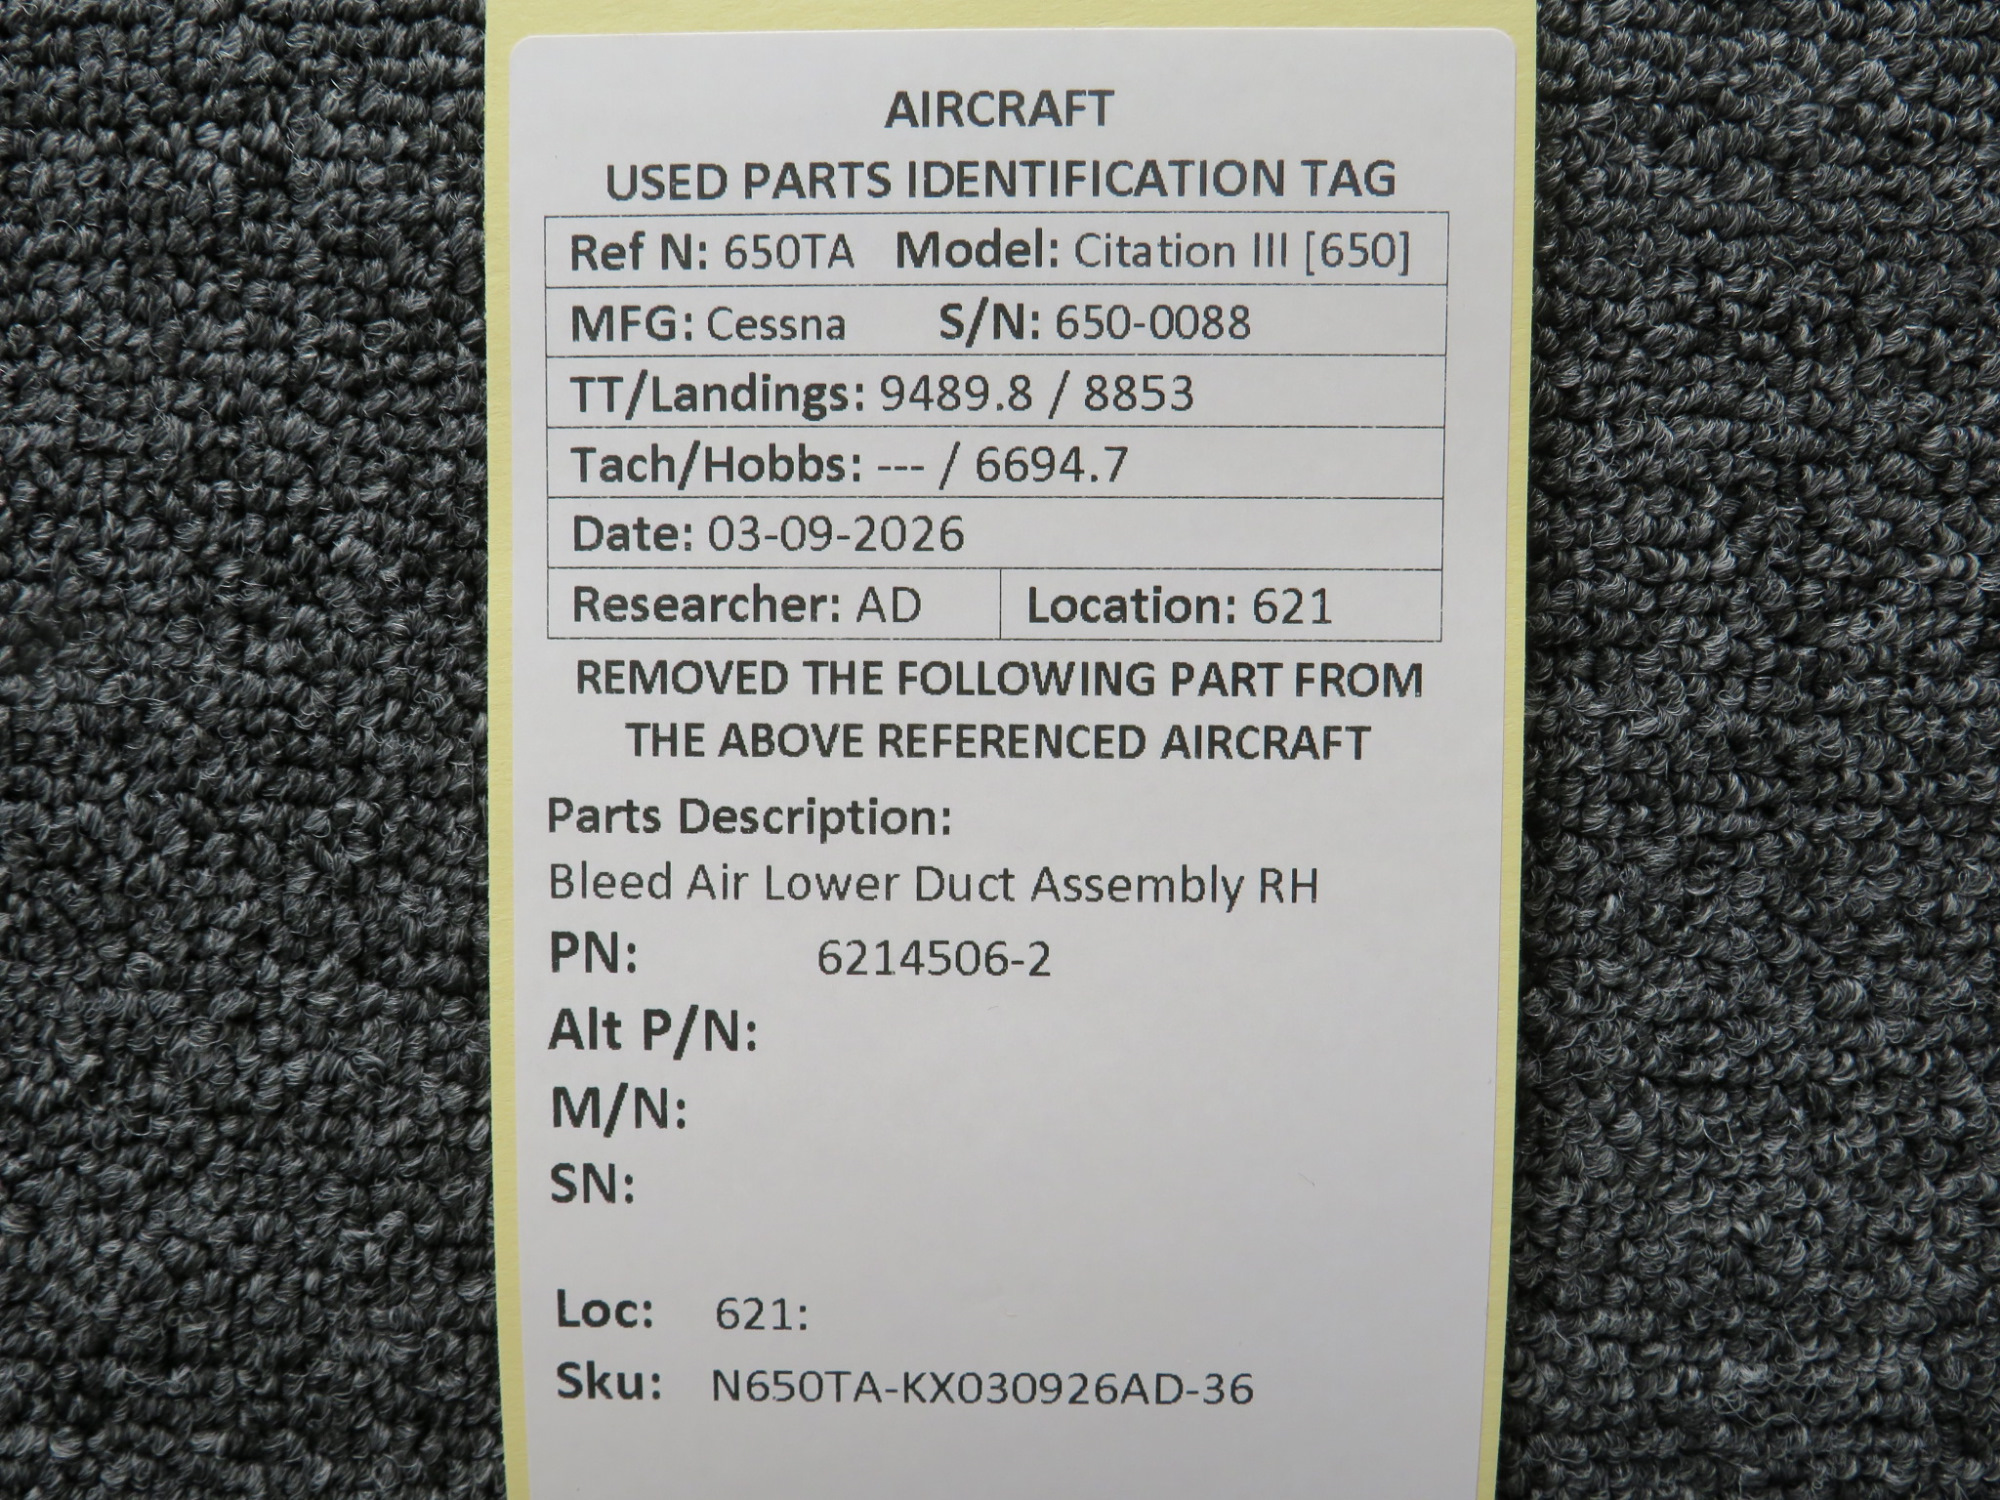 AIRCRAFT
USED PARTS IDENTIFICATION TAG
Ref N: 650TA Model: Citation III [650]
MFG: Cessna S/N: 650-0088
TT/Landings: 9489.8 / 8853
Tach/Hobbs: --- / 6694.7
Date: 03-09-2026
Researcher: AD Location: 621
REMOVED THE FOLLOWING PART FROM
THE ABOVE REFERENCED AIRCRAFT
Parts Description:
Bleed Air Lower Duct Assembly RH
PN: 6214506-2
Alt P/N:
M/N:
SN:
Loc: 621:
Sku: N650TA-KX030926AD-36